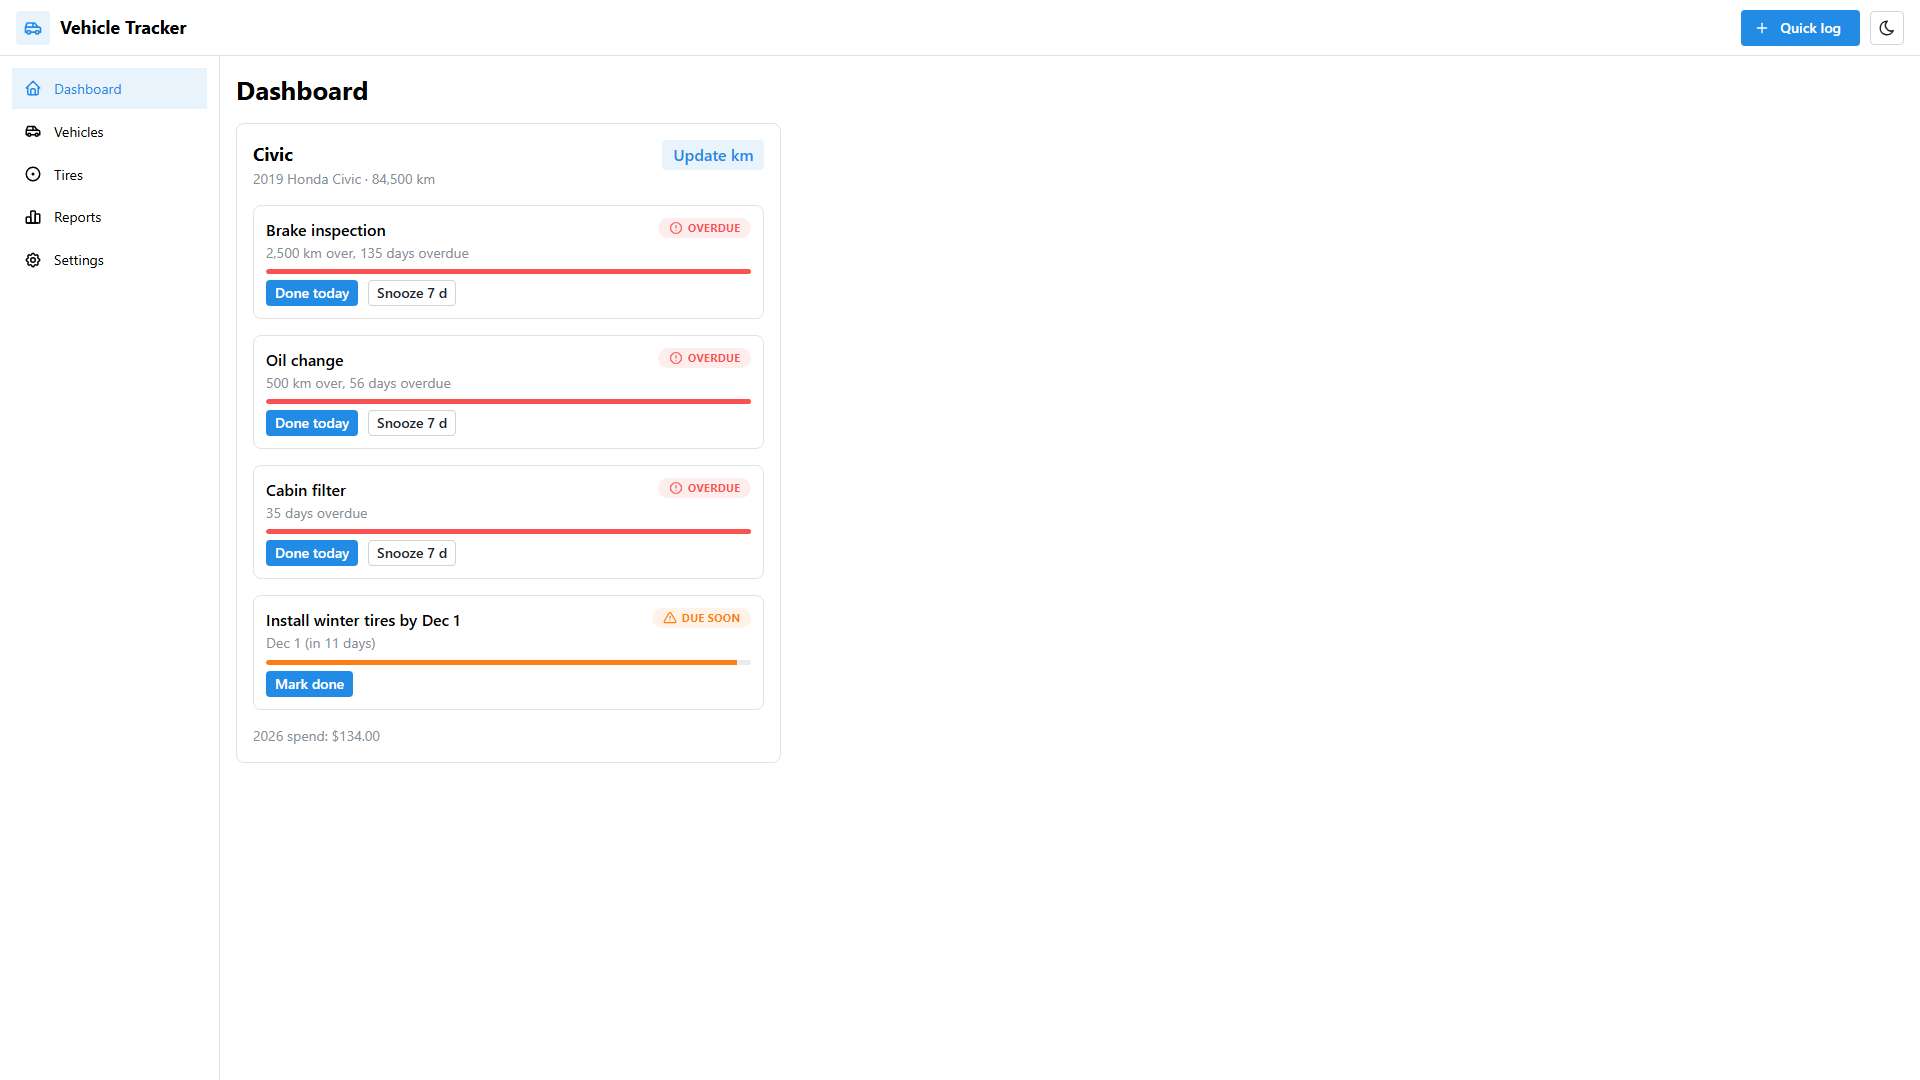 Vehicle Tracker
Quick log
Dashboard
Vehicles
Tires
Reports
Settings
Dashboard
Civic
Update km
2019 Honda Civic · 84,500 km
Brake inspection
OVERDUE
2,500 km over, 135 days overdue
Done today
Snooze 7 d
Oil change
OVERDUE
500 km over, 56 days overdue
Done today
Snooze 7 d
Cabin filter
OVERDUE
35 days overdue
Done today
Snooze 7 d
Install winter tires by Dec 1
DUE SOON
Dec 1 (in 11 days)
Mark done
2026 spend: $134.00